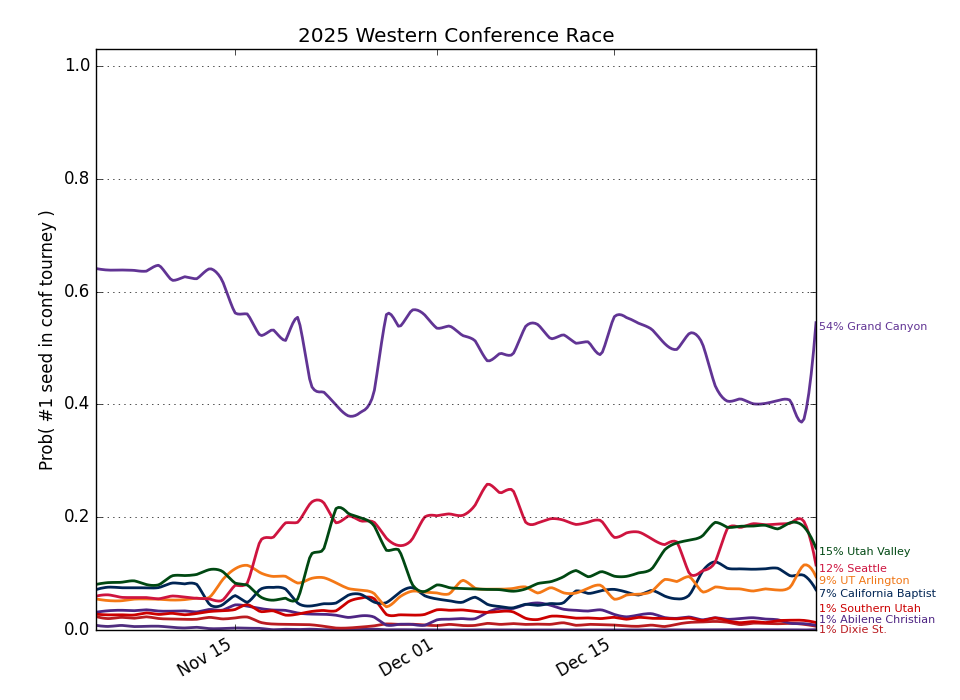 2025 Western Conference Race
Prob( #1 seed in conf tourney )
1.0
0.8
0.6
0.4
0.2
0.0
Nov 15
Dec 01
Dec 15
54% Grand Canyon
15% Utah Valley
12% Seattle
9% UT Arlington
7% California Baptist
1% Southern Utah
1% Abilene Christian
1% Dixie St.